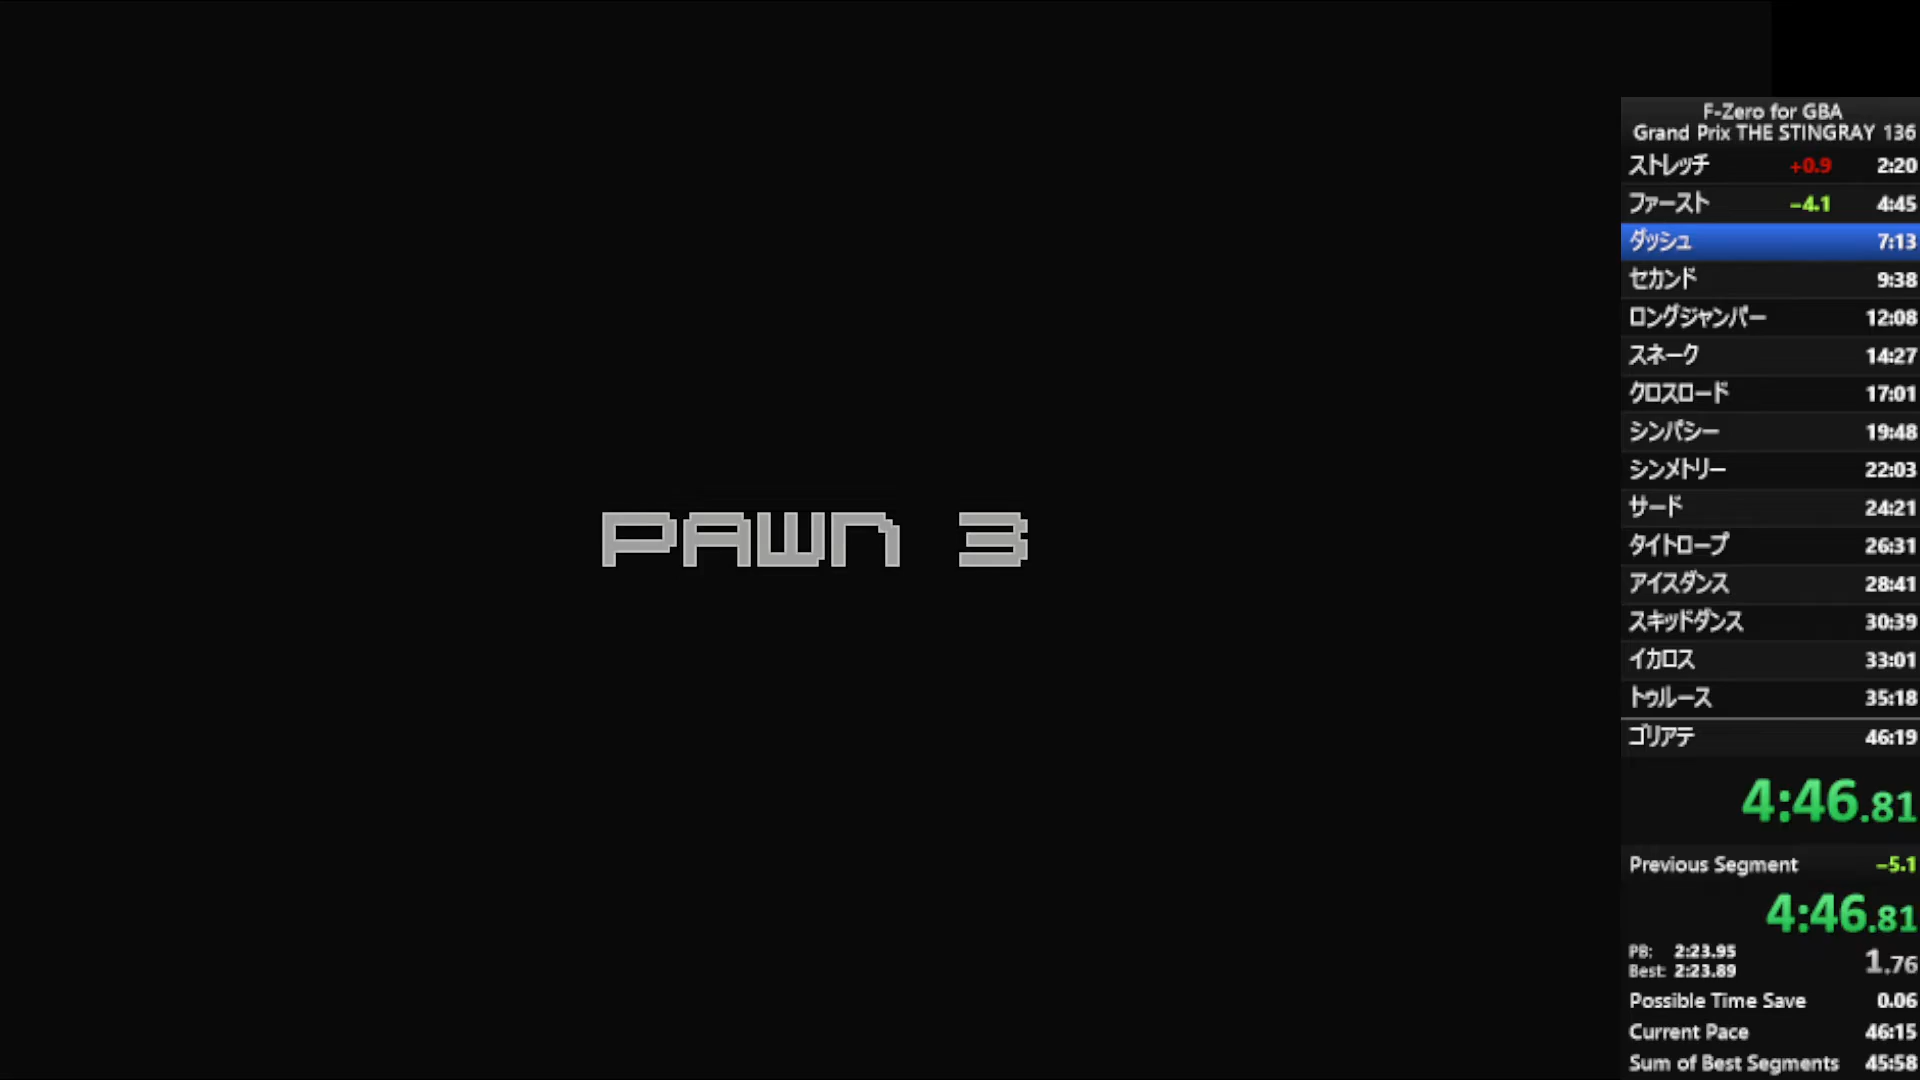 PAWN 3
F-Zero for GBA
Grand Prix THE STINGRAY 136
ストレッチ +0.9 2:20
ファースト −4.1 4:45
ダッシュ 7:13
セカンド 9:38
ロングジャンパー 12:08
スネーク 14:27
クロスロード 17:01
シンパシー 19:48
シンメトリー 22:03
サード 24:21
タイトロープ 26:31
アイスダンス 28:41
スキッドダンス 30:39
イカロス 33:01
トゥルース 35:18
ゴリアテ 46:19
4:46.81
Previous Segment −5.1
4:46.81
PB: 2:23.95
Best: 2:23.89
1.76
Possible Time Save 0.06
Current Pace 46:15
Sum of Best Segments 45:58